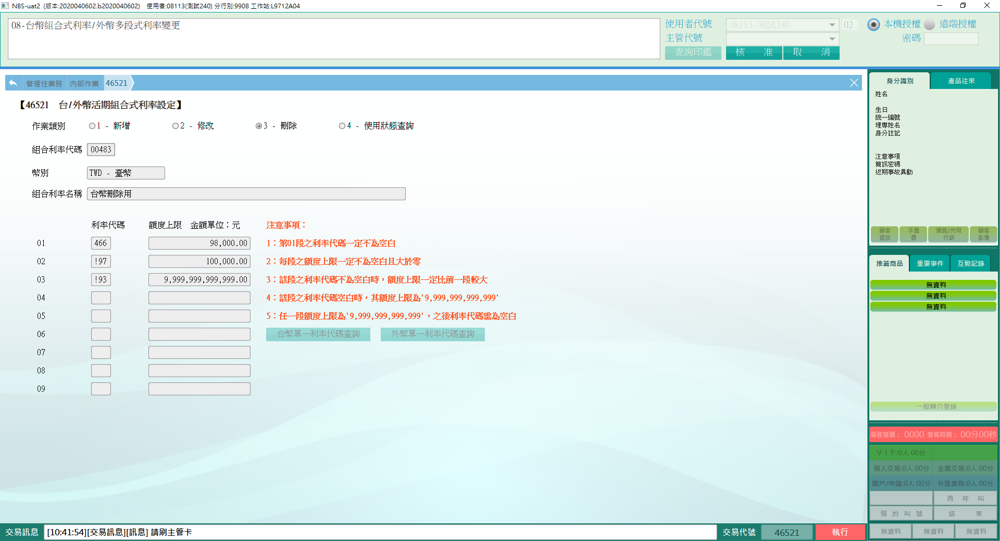 NBS-uat2 (版本:2020040602.b2020040602) 使用者:08113(測試240) 分行別:9908 工作站:L9712A04
08-台幣組合式利率/外幣多段式利率變更
使用者代號 08113-測試240 02 本機授權 遠端授權
主管代號 密碼
查詢印鑑 核 准 取 消
管理性業務 內部作業 46521
【46521 台/外幣活期組合式利率設定】
作業類別 1 - 新增 2 - 修改 3 - 刪除 4 - 使用狀態查詢
組合利率代碼 00483
幣別 TWD - 臺幣
組合利率名稱 台幣刪除用
利率代碼 額度上限 金額單位：元 注意事項：
01 466 98,000.00 1：第01段之利率代碼一定不為空白
02 !97 100,000.00 2：每段之額度上限一定不為空白且大於零
03 !93 9,999,999,999,999.00 3：該段之利率代碼不為空白時，額度上限一定比前一段較大
04 4：該段之利率代碼空白時，其額度上限為'9,999,999,999,999'
05 5：任一段額度上限為'9,999,999,999,999'，之後利率代碼需為空白
06 台幣單一利率代碼查詢 外幣單一利率代碼查詢
07
08
09
身分識別 產品往來
姓名
生日
統一編號
理專姓名
身分註記
注意事項
簡訊密碼
近期事故異動
顧客資訊 手續費 通路/共同行銷 顧客影像
推薦商品 重要事件 互動記錄
無資料
無資料
無資料
一般轉介登錄
服務號碼： 0000 等候時間： 00分00秒
ＶＩＰ:0人 00分
個人交易:0人 00分 企業交易:0人 00分
開戶/申請:0人 00分 外匯業務:0人 00分
再 呼 叫
預 約 叫 號 結 束
無資料 無資料 無資料
交易訊息 [10:41:54][交易訊息][訊息] 請刷主管卡 交易代號 46521 執行